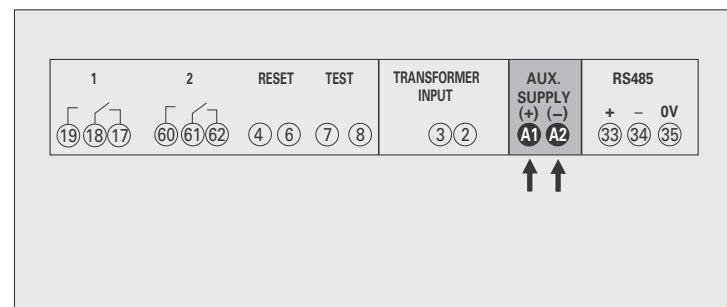 1 2 RESET TEST TRANSFORMER INPUT AUX. SUPPLY RS485
(+) (−) + − 0V
19 18 17 60 61 62 4 6 7 8 3 2 A1 A2 33 34 35